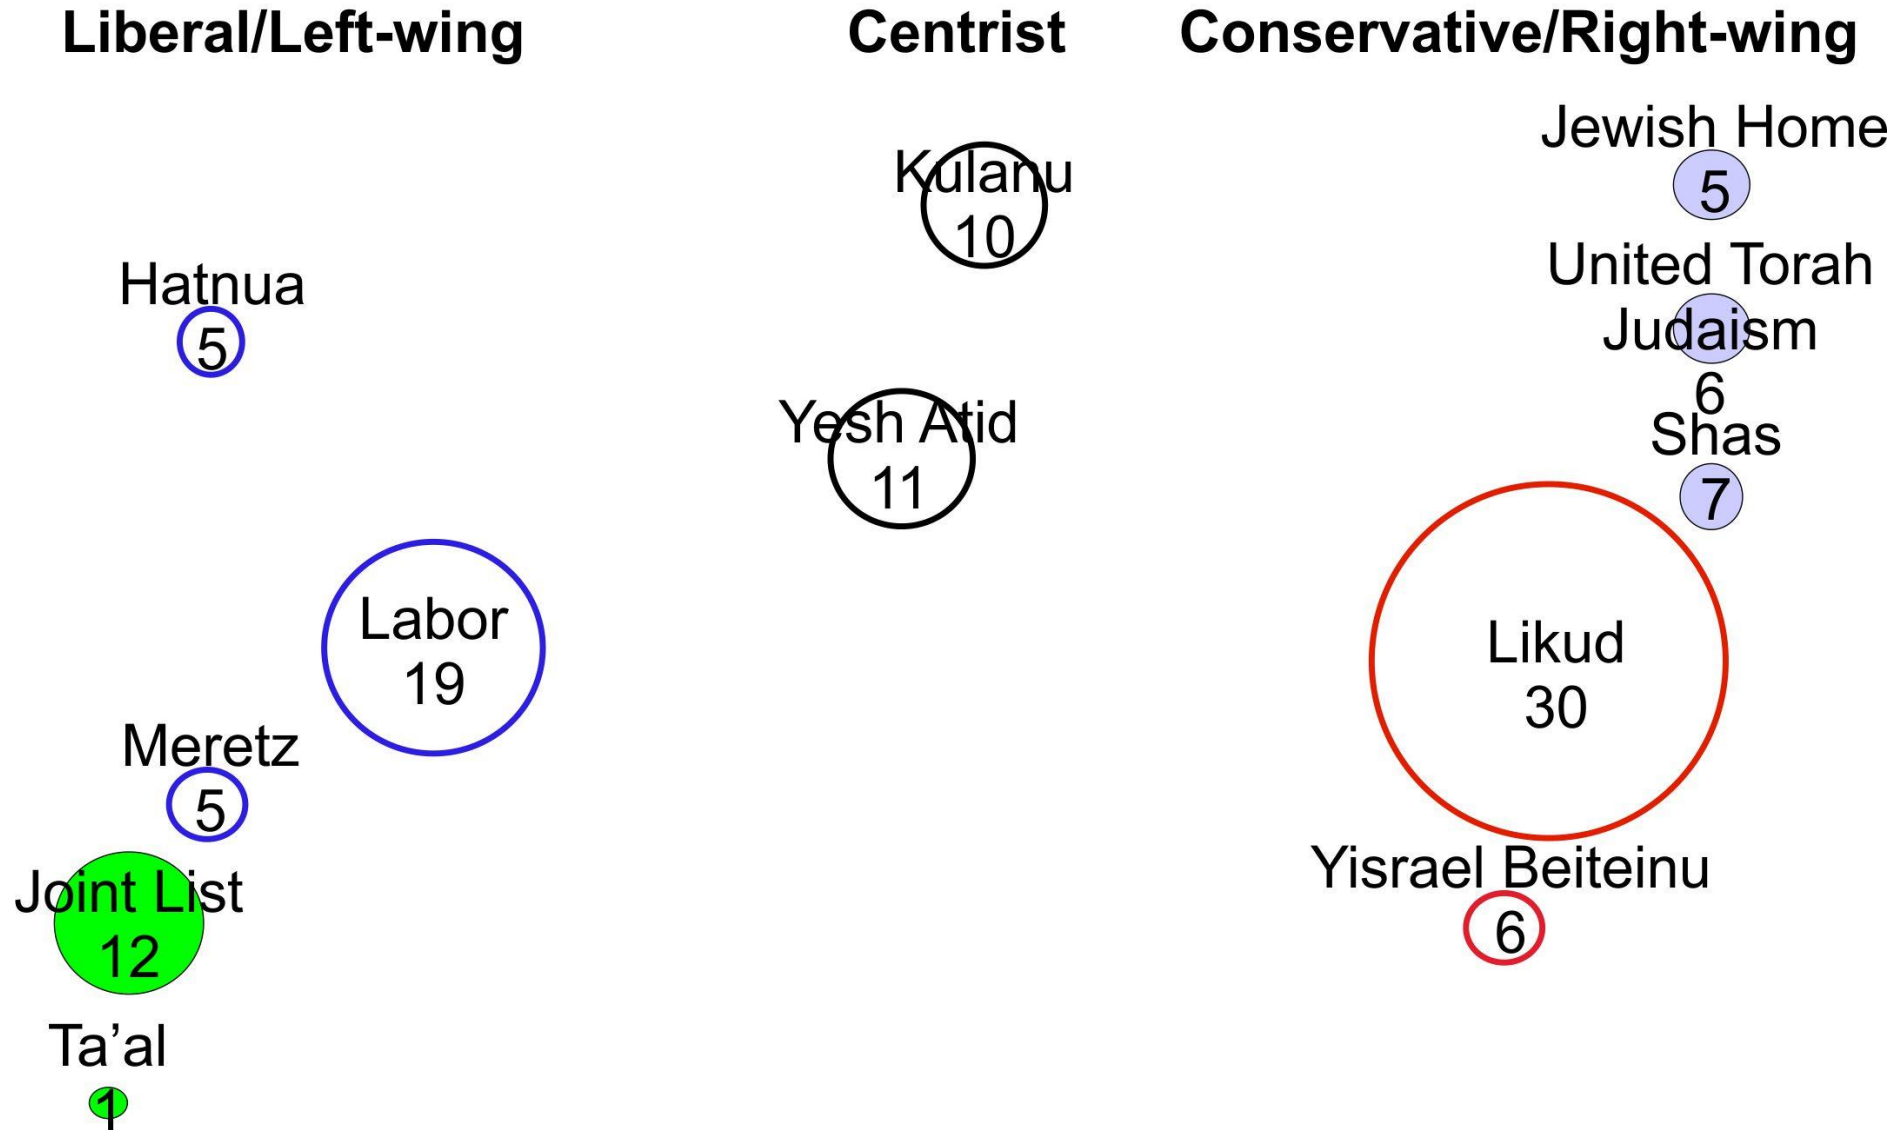 Liberal/Left-wing
Centrist
Conservative/Right-wing
Hatnua
5
Labor
19
Meretz
5
Joint List
12
Ta’al
1
Kulanu
10
Yesh Atid
11
Jewish Home
5
United Torah
Judaism
6
Shas
7
Likud
30
Yisrael Beiteinu
6